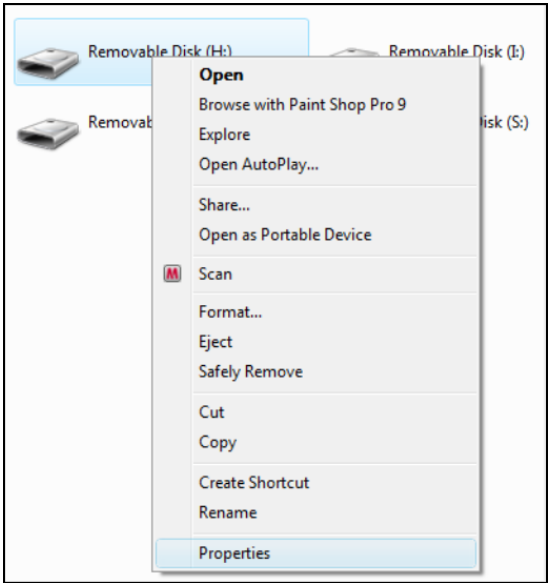 Removable Disk (H:)
Removable Disk (I:)
Removab
isk (S:)
Open
Browse with Paint Shop Pro 9
Explore
Open AutoPlay...
Share...
Open as Portable Device
M Scan
Format...
Eject
Safely Remove
Cut
Copy
Create Shortcut
Rename
Properties